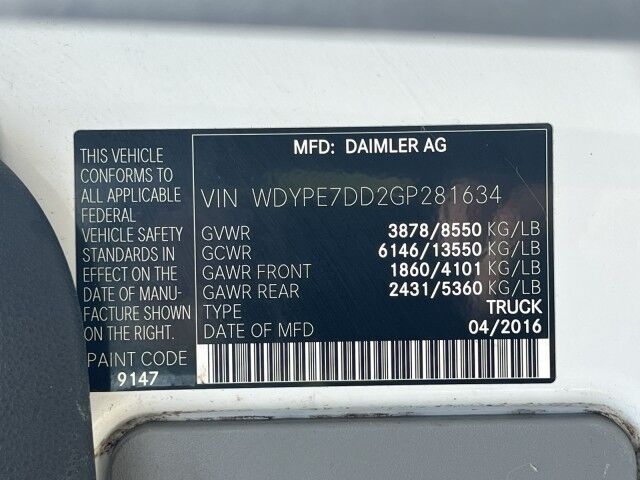 THIS VEHICLE
CONFORMS TO
ALL APPLICABLE
FEDERAL
VEHICLE SAFETY
STANDARDS IN
EFFECT ON THE
DATE OF MANU-
FACTURE SHOWN
ON THE RIGHT.
PAINT CODE
9147
MFD: DAIMLER AG
VIN WDYPE7DD2GP281634
GVWR 3878/8550 KG/LB
GCWR 6146/13550 KG/LB
GAWR FRONT 1860/4101 KG/LB
GAWR REAR 2431/5360 KG/LB
TYPE TRUCK
DATE OF MFD 04/2016